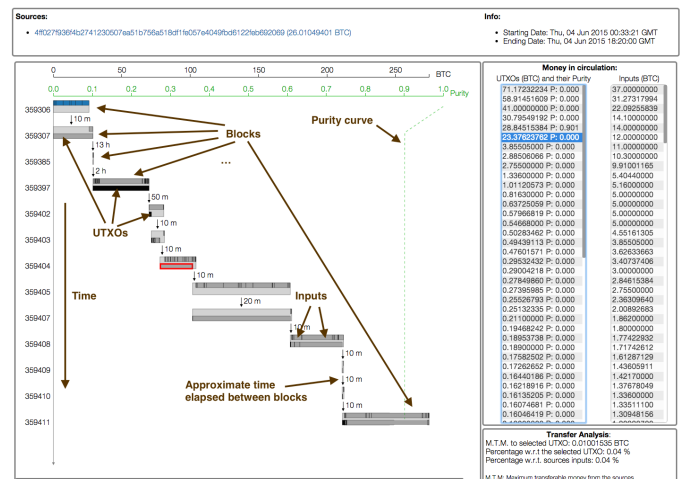 Sources:
4ff027f936f4b2741230507ea51b756a518df1fe057e4049fbd6122feb692069 (26.01049401 BTC)
Info:
Starting Date: Thu, 04 Jun 2015 00:33:21 GMT
Ending Date: Thu, 04 Jun 2015 18:20:00 GMT
0 50 100 150 200 250 BTC
0.0 0.1 0.2 0.3 0.4 0.5 0.6 0.7 0.8 0.9 1.0 Purity
359306
10 m
Purity curve
359307
Blocks
13 h
359385
...
2 h
359397
50 m
359402
UTXOs
10 m
359403
10 m
359404
10 m
359405
Time
Inputs
20 m
359407
10 m
359408
10 m
359409
Approximate time
elapsed between blocks
10 m
359410
10 m
359411
Money in circulation:
UTXOs (BTC) and their Purity Inputs (BTC)
71.17232234 P: 0.000 37.00000000
58.91451609 P: 0.000 31.27317994
41.00000000 P: 0.000 22.09255839
30.79549192 P: 0.000 14.00000000
28.84515384 P: 0.901 14.00000000
23.37623762 P: 0.000 12.00000000
3.85505000 P: 0.000 11.00000000
2.88506066 P: 0.000 10.30000000
2.75500000 P: 0.000 9.91001165
1.33600000 P: 0.000 5.40440000
1.01120573 P: 0.000 5.16000000
0.81630000 P: 0.000 5.00000000
0.63725059 P: 0.000 5.00000000
0.57966819 P: 0.000 5.00000000
0.54668000 P: 0.000 5.00000000
0.50283462 P: 0.000 4.55161305
0.49439113 P: 0.000 3.85505000
0.47601571 P: 0.000 3.62633663
0.29532432 P: 0.000 3.40737406
0.29004218 P: 0.000 3.00000000
0.27849860 P: 0.000 2.84615384
0.27395985 P: 0.000 2.75500000
0.25526793 P: 0.000 2.36309640
0.25132335 P: 0.000 2.00892683
0.21100000 P: 0.000 1.86200000
0.19468242 P: 0.000 1.80000000
0.18953738 P: 0.000 1.77422932
0.18900000 P: 0.000 1.71742612
0.17582502 P: 0.000 1.61287129
0.17262652 P: 0.000 1.43605911
0.16440186 P: 0.000 1.42170000
0.16218916 P: 0.000 1.37678049
0.16135205 P: 0.000 1.33600000
0.16074681 P: 0.000 1.33511100
0.16046419 P: 0.000 1.30948156
Transfer Analysis:
M.T.M. to selected UTXO: 0.01001535 BTC
Percentage w.r.t the selected UTXO: 0.04 %
Percentage w.r.t. sources inputs: 0.04 %
M.T.M: Maximum transferable money from the sources